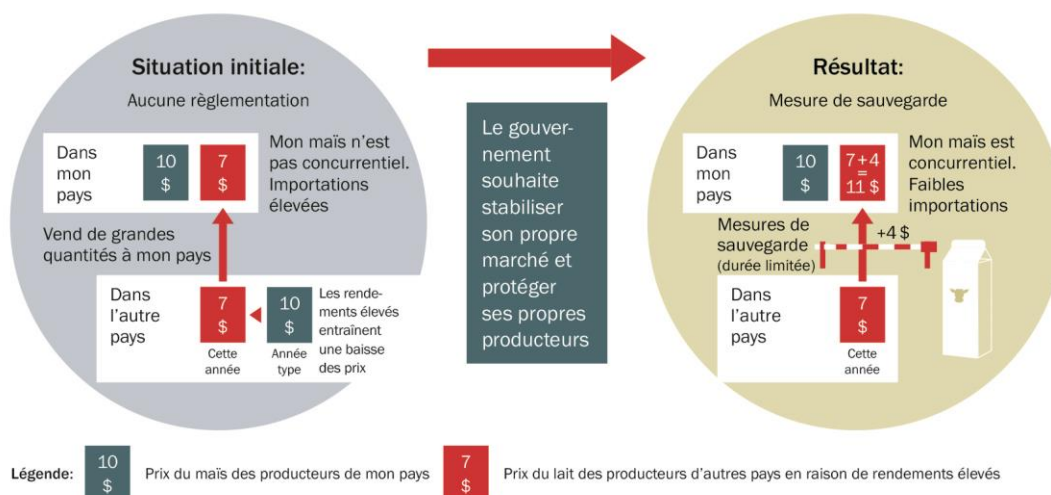 Situation initiale:
Aucune règlementation
Dans
mon
pays
10
$
7
$
Mon maïs n'est
pas concurrentiel.
Importations
élevées
Vend de grandes
quantités à mon pays
Dans
l'autre
pays
7
$
Cette
année
10
$
Année
type
Les rende-
ments élevés
entraînent
une baisse
des prix
Le gouver-
nement
souhaite
stabiliser
son propre
marché et
protéger
ses propres
producteurs
Résultat:
Mesure de sauvegarde
Dans
mon
pays
10
$
7+4
=
11 $
Mon maïs est
concurrentiel.
Faibles
importations
Mesures de
sauvegarde
(durée limitée)
+4 $
Dans
l'autre
pays
7
$
Cette
année
Légende:
10
$
Prix du maïs des producteurs de mon pays
7
$
Prix du lait des producteurs d'autres pays en raison de rendements élevés